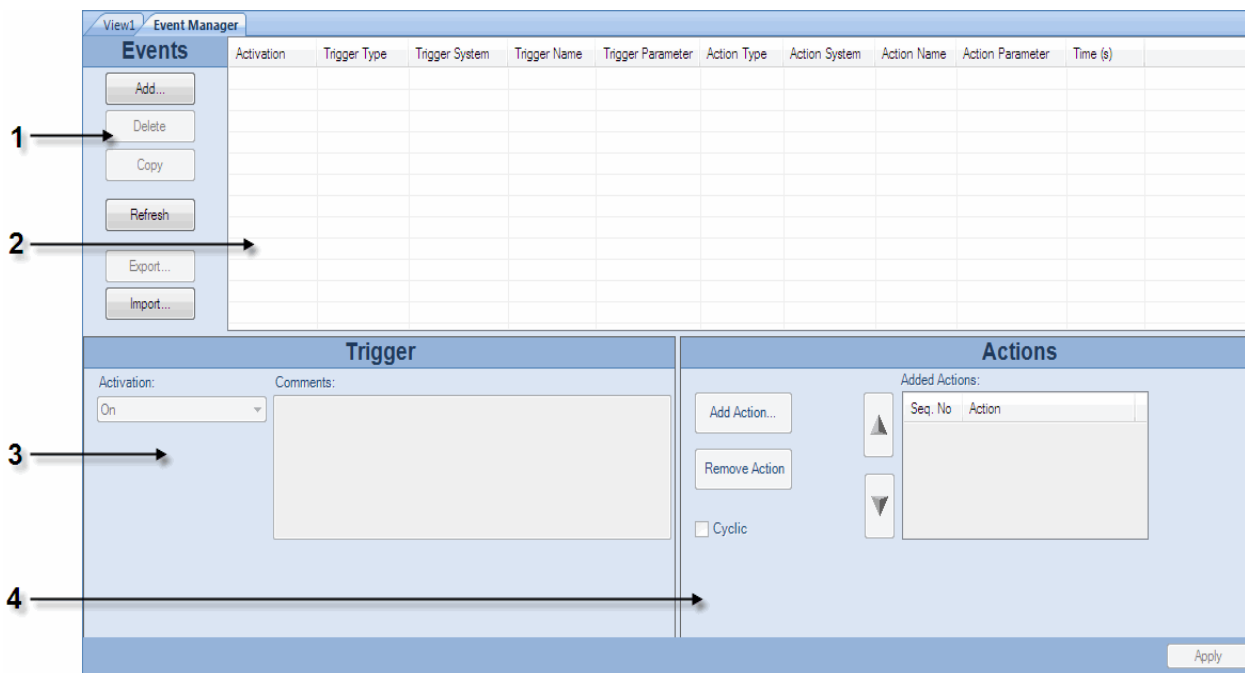 View1 Event Manager
Events
Activation Trigger Type Trigger System Trigger Name Trigger Parameter Action Type Action System Action Name Action Parameter Time (s)
Add...
Delete
1
Copy
Refresh
2
Export...
Import...
Trigger
Activation: Comments:
On
3
Actions
Added Actions:
Seq. No Action
Add Action...
Remove Action
Cyclic
4
Apply